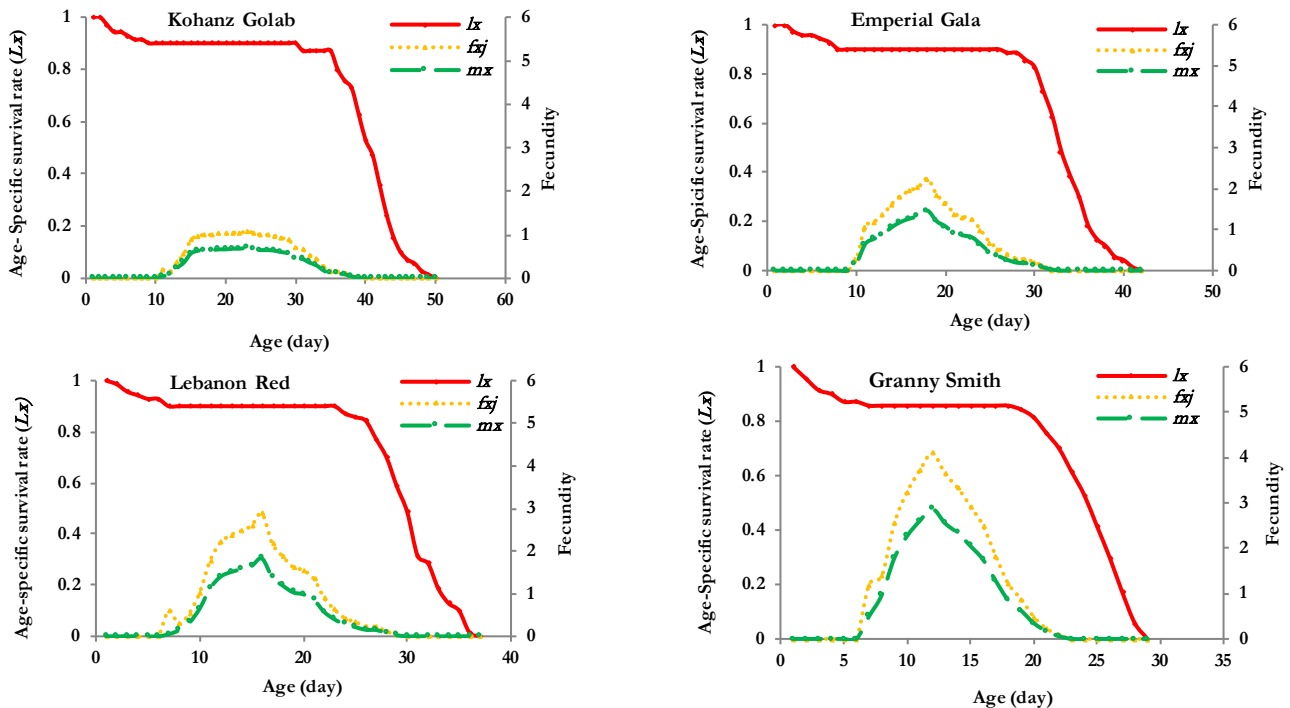 Kohanz Golab
lx
fxj
mx
Age-Specific survival rate (Lx)
1
0.8
0.6
0.4
0.2
0
6
5
4
3
2
1
0
Fecundity
0 10 20 30 40 50 60
Age (day)
Emperial Gala
lx
fxj
mx
Age-Spicific survival rate (Lx)
1
0.8
0.6
0.4
0.2
0
6
5
4
3
2
1
0
Fecundity
0 10 20 30 40 50
Age (day)
Lebanon Red
lx
fxj
mx
Age-specific survival rate (Lx)
1
0.8
0.6
0.4
0.2
0
6
5
4
3
2
1
0
Fecundity
0 10 20 30 40
Age (day)
Granny Smith
lx
fxj
mx
Age-Specific survival rate (Lx)
1
0.8
0.6
0.4
0.2
0
6
5
4
3
2
1
0
Fecundity
0 5 10 15 20 25 30 35
Age (day)